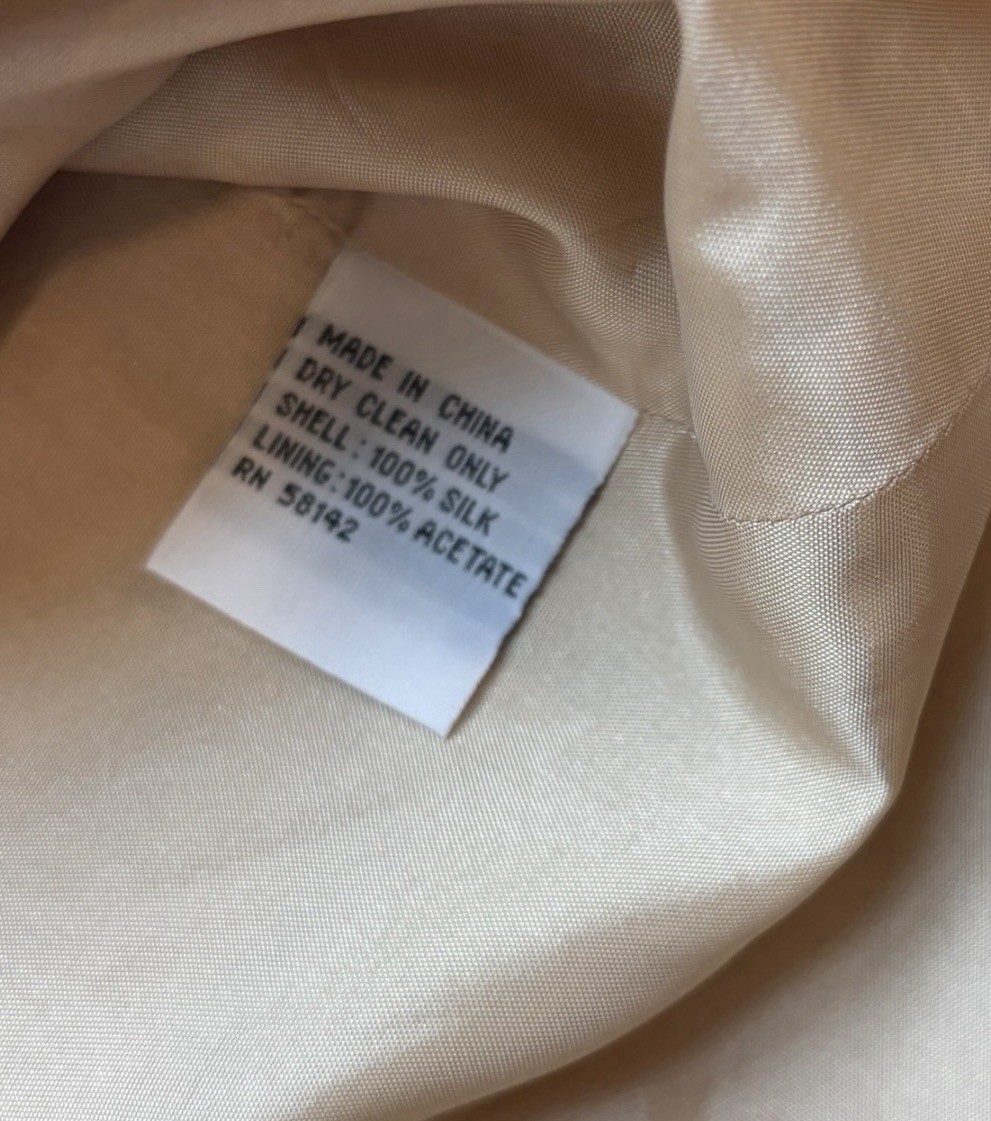 MADE IN CHINA
DRY CLEAN ONLY
SHELL: 100% SILK
LINING:100% ACETATE
RN 58142